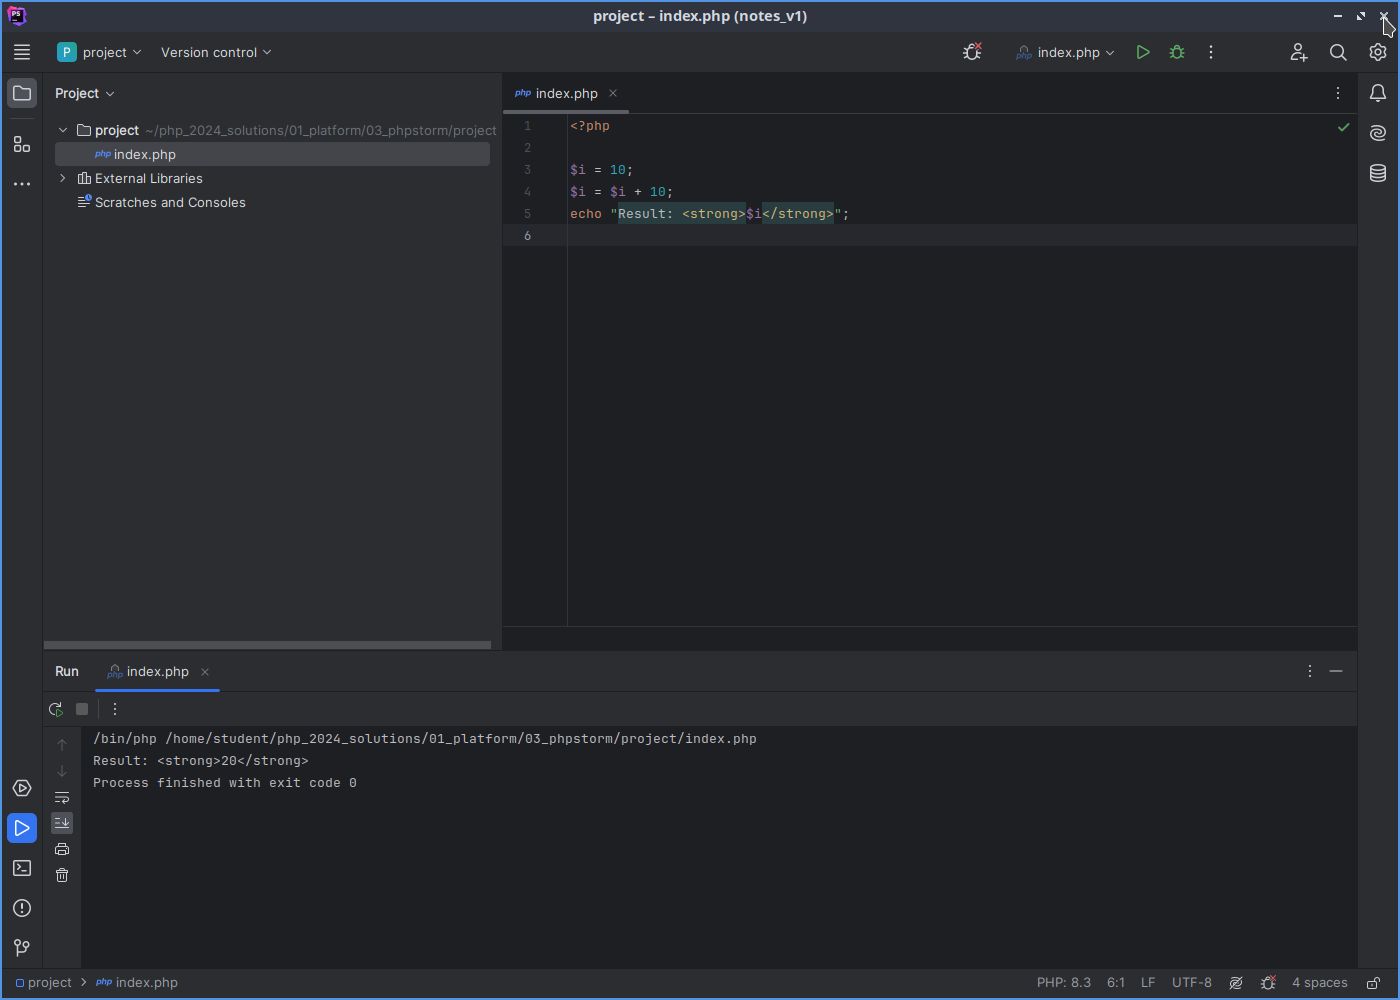 project – index.php (notes_v1)
P project Version control index.php
Project
index.php
project ~/php_2024_solutions/01_platform/03_phpstorm/project
index.php
External Libraries
Scratches and Consoles
1 <?php
2
3 $i = 10;
4 $i = $i + 10;
5 echo "Result: <strong>$i</strong>";
6
Run index.php
/bin/php /home/student/php_2024_solutions/01_platform/03_phpstorm/project/index.php
Result: <strong>20</strong>
Process finished with exit code 0
project index.php PHP: 8.3 6:1 LF UTF-8 4 spaces